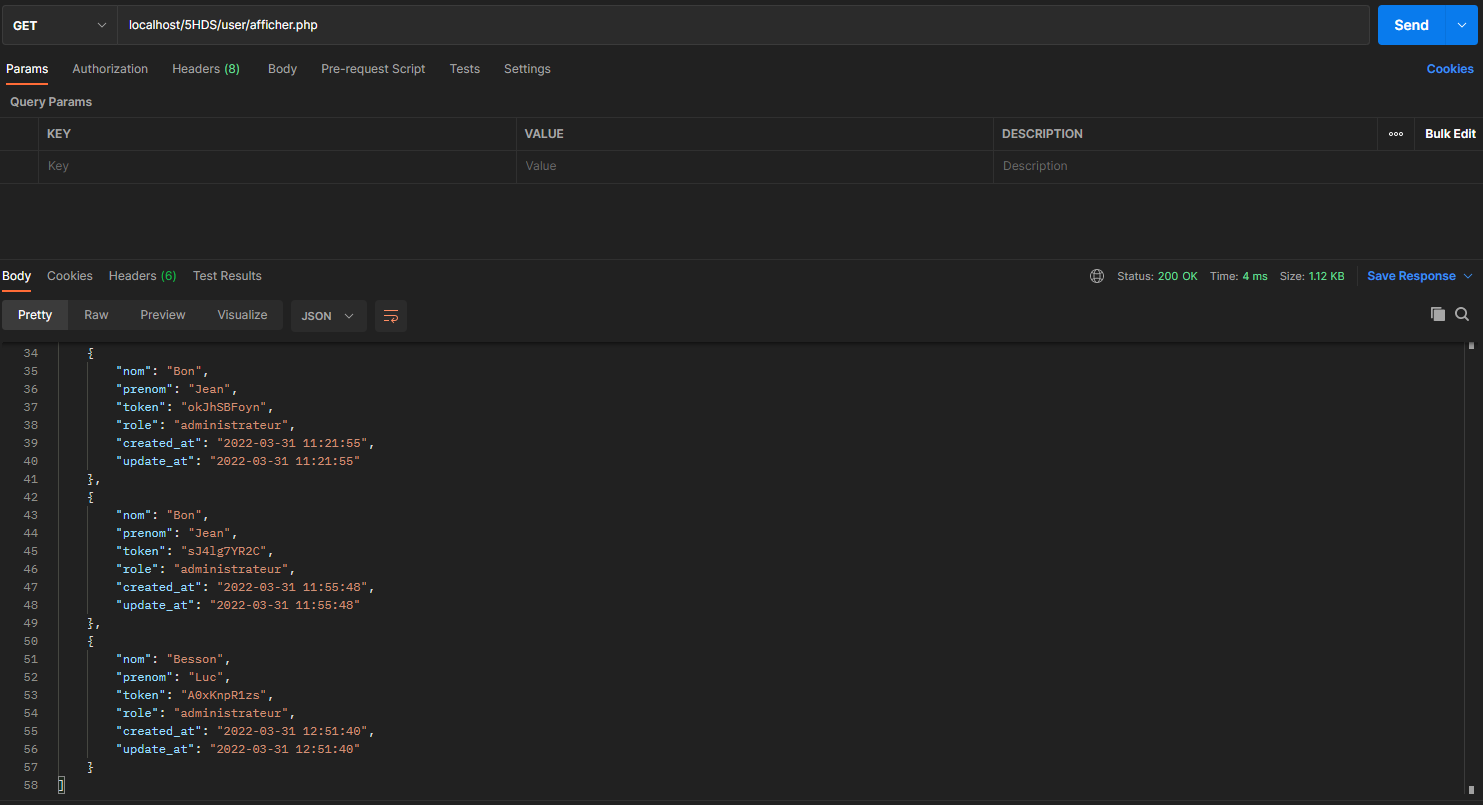 GET localhost/5HDS/user/afficher.php Send
Params Authorization Headers (8) Body Pre-request Script Tests Settings Cookies
Query Params
KEY VALUE DESCRIPTION ooo Bulk Edit
Key Value Description
Body Cookies Headers (6) Test Results Status: 200 OK Time: 4 ms Size: 1.12 KB Save Response
Pretty Raw Preview Visualize JSON
34 {
35 "nom": "Bon",
36 "prenom": "Jean",
37 "token": "okJhSBFoyn",
38 "role": "administrateur",
39 "created_at": "2022-03-31 11:21:55",
40 "update_at": "2022-03-31 11:21:55"
41 },
42 {
43 "nom": "Bon",
44 "prenom": "Jean",
45 "token": "sJ4lg7YR2C",
46 "role": "administrateur",
47 "created_at": "2022-03-31 11:55:48",
48 "update_at": "2022-03-31 11:55:48"
49 },
50 {
51 "nom": "Besson",
52 "prenom": "Luc",
53 "token": "A0xKnpR1zs",
54 "role": "administrateur",
55 "created_at": "2022-03-31 12:51:40",
56 "update_at": "2022-03-31 12:51:40"
57 }
58 ]